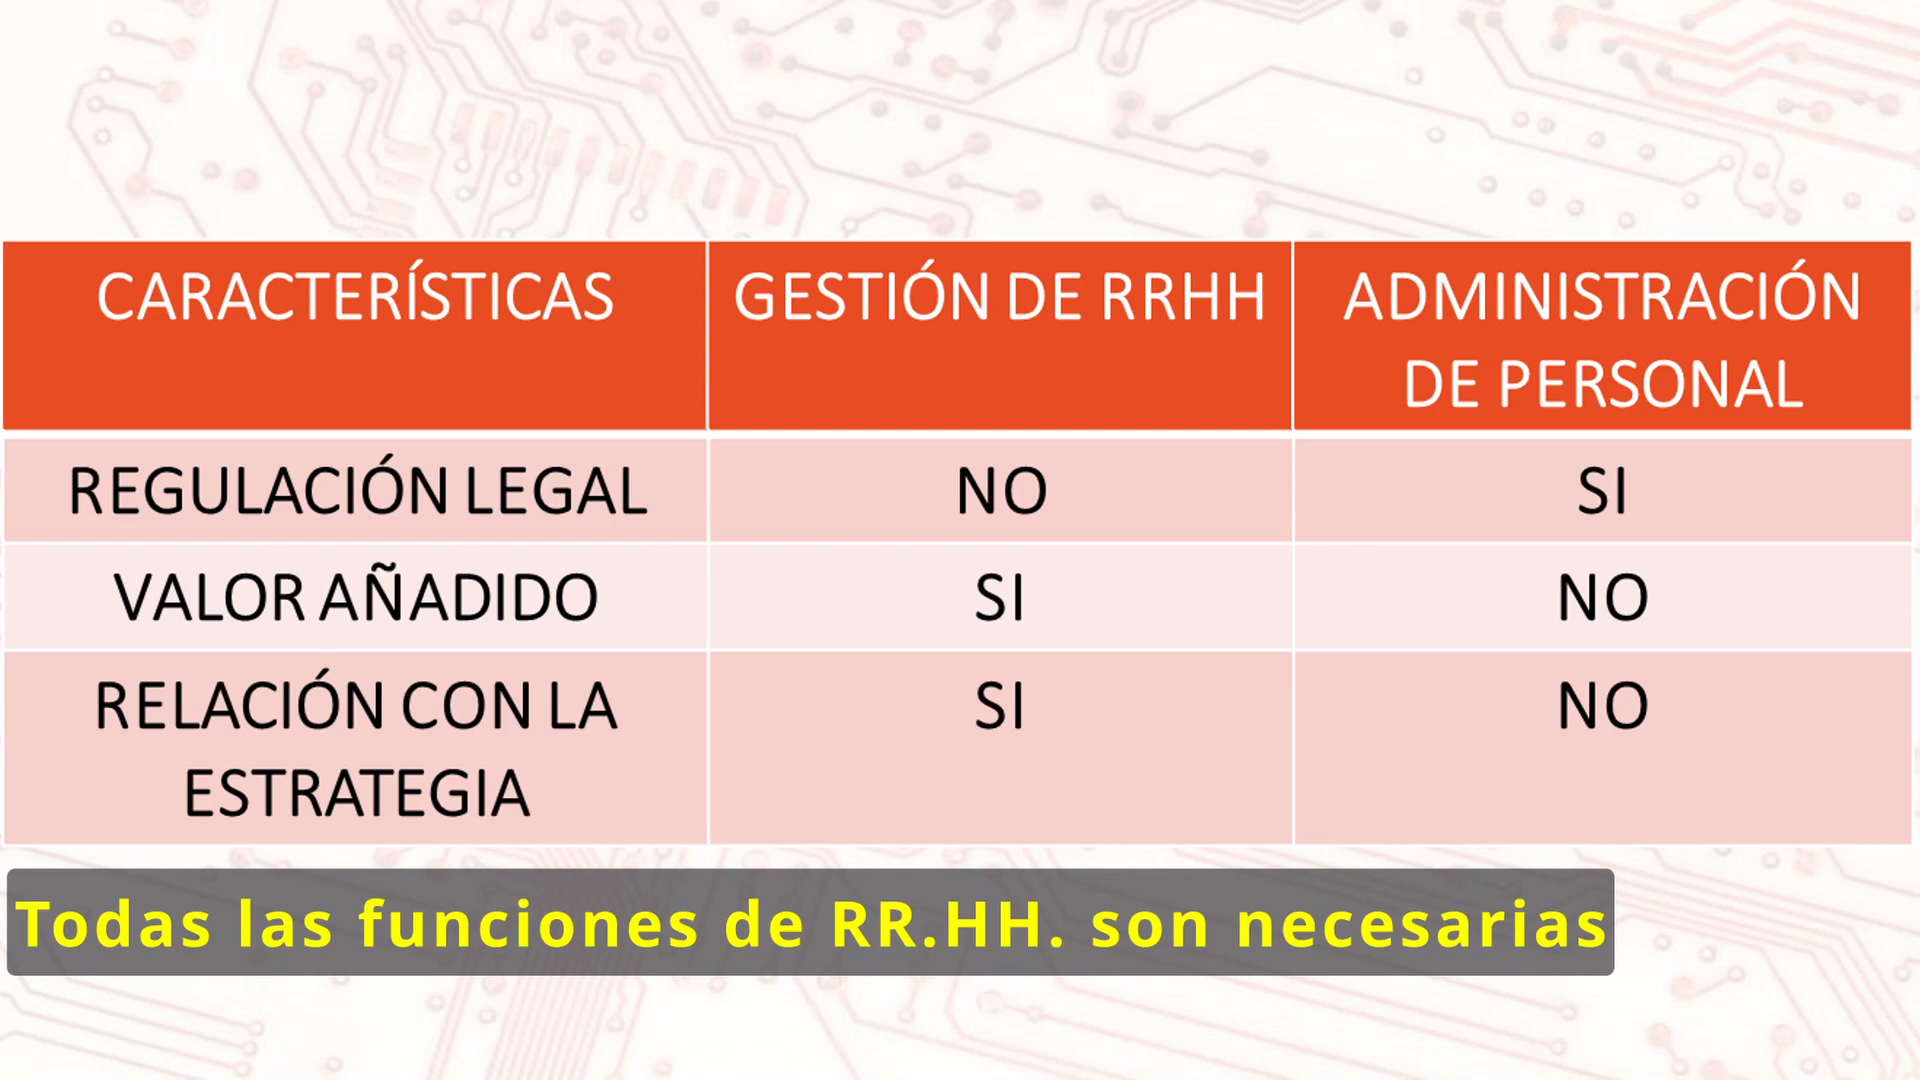 CARACTERÍSTICAS GESTIÓN DE RRHH ADMINISTRACIÓN
DE PERSONAL
REGULACIÓN LEGAL NO SI
VALOR AÑADIDO SI NO
RELACIÓN CON LA SI NO
ESTRATEGIA
Todas las funciones de RR.HH. son necesarias